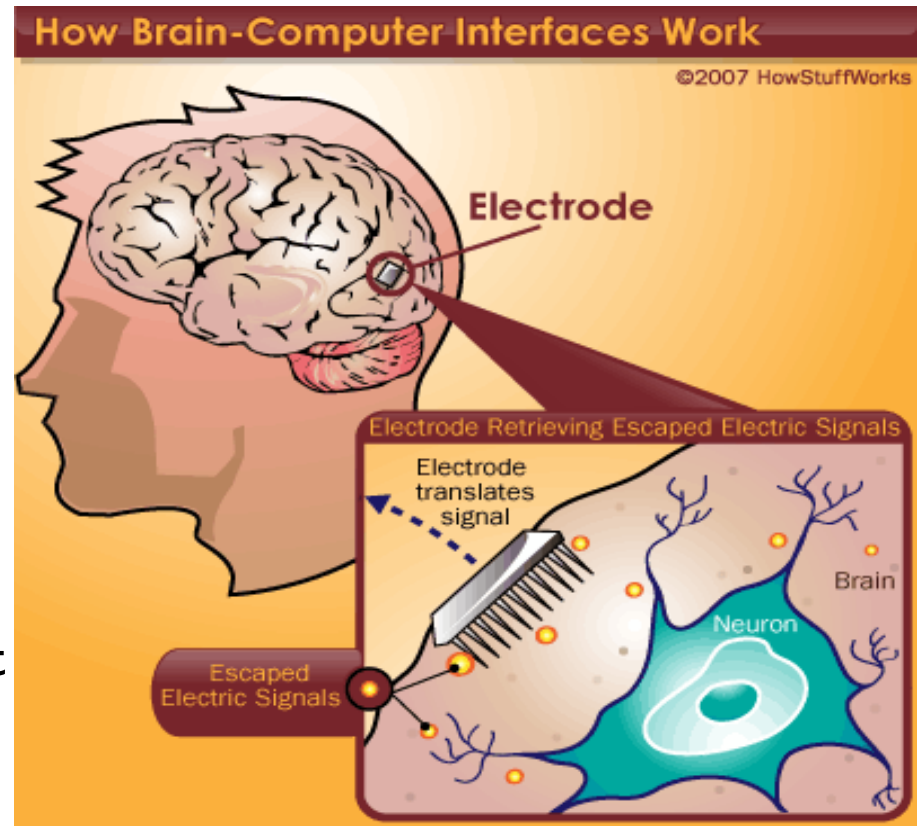 How Brain-Computer Interfaces Work
©2007 HowStuffWorks
Electrode
Electrode Retrieving Escaped Electric Signals
Electrode
translates
signal
Brain
Neuron
Escaped
Electric Signals